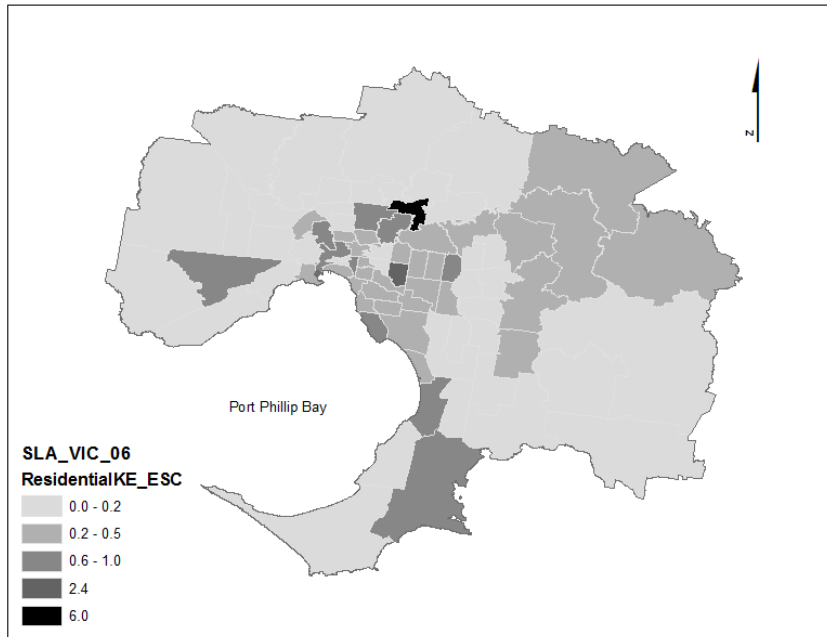 N
Port Phillip Bay
SLA_VIC_06
ResidentialKE_ESC
0.0 - 0.2
0.2 - 0.5
0.6 - 1.0
2.4
6.0